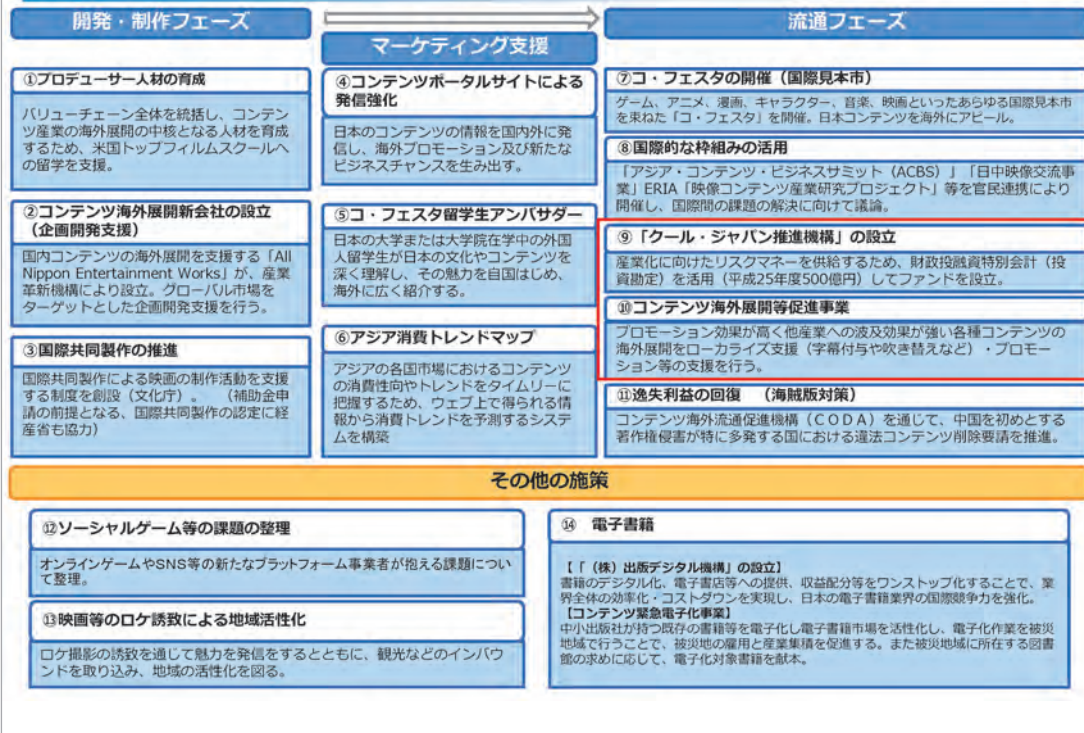 開発・制作フェーズ
マーケティング支援
流通フェーズ
①プロデューサー人材の育成
バリューチェーン全体を統括し、コンテン
ツ産業の海外展開の中核となる人材を育成
するため、米国トップフィルムスクールへ
の留学を支援。
②コンテンツ海外展開新会社の設立
(企画開発支援)
国内コンテンツの海外展開を支援する「All
Nippon Entertainment Works」が、産業
革新機構により設立。グローバル市場を
ターゲットとした企画開発支援を行う。
③国際共同製作の推進
国際共同製作による映画の制作活動を支援
する制度を創設(文化庁)。 (補助金申
請の前提となる、国際共同製作の認定に経
産省も協力)
④コンテンツポータルサイトによる
発信強化
日本のコンテンツの情報を国内外に発
信し、海外プロモーション及び新たな
ビジネスチャンスを生み出す。
⑤コ・フェスタ留学生アンバサダー
日本の大学または大学院在学中の外国
人留学生が日本の文化やコンテンツを
深く理解し、その魅力を自国はじめ、
海外に広く紹介する。
⑥アジア消費トレンドマップ
アジアの各国市場におけるコンテンツ
の消費性向やトレンドをタイムリーに
把握するため、ウェブ上で得られる情
報から消費トレンドを予測するシステ
ムを構築
⑦コ・フェスタの開催(国際見本市)
ゲーム、アニメ、漫画、キャラクター、音楽、映画といったあらゆる国際見本市
を束ねた「コ・フェスタ」を開催。日本コンテンツを海外にアピール。
⑧国際的な枠組みの活用
「アジア・コンテンツ・ビジネスサミット(ACBS)」「日中映像交流事
業」ERIA「映像コンテンツ産業研究プロジェクト」等を官民連携により
開催し、国際間の課題の解決に向けて議論。
⑨「クール・ジャパン推進機構」の設立
産業化に向けたリスクマネーを供給するため、財政投融資特別会計(投
資勘定)を活用(平成25年度500億円)してファンドを設立。
⑩コンテンツ海外展開等促進事業
プロモーション効果が高く他産業への波及効果が強い各種コンテンツの
海外展開をローカライズ支援(字幕付与や吹き替えなど)・プロモー
ション等の支援を行う。
⑪逸失利益の回復 (海賊版対策)
コンテンツ海外流通促進機構(CODA)を通じて、中国を初めとする
著作権侵害が特に多発する国における違法コンテンツ削除要請を推進。
その他の施策
⑫ソーシャルゲーム等の課題の整理
オンラインゲームやSNS等の新たなプラットフォーム事業者が抱える課題につい
て整理。
⑬映画等のロケ誘致による地域活性化
ロケ撮影の誘致を通じて魅力を発信をするとともに、観光などのインバウ
ンドを取り込み、地域の活性化を図る。
⑭ 電子書籍
【「(株)出版デジタル機構」の設立】
書籍のデジタル化、電子書店等への提供、収益配分等をワンストップ化することで、業
界全体の効率化・コストダウンを実現し、日本の電子書籍業界の国際競争力を強化。
【コンテンツ緊急電子化事業】
中小出版社が持つ既存の書籍等を電子化し電子書籍市場を活性化し、電子化作業を被災
地域で行うことで、被災地の雇用と産業集積を促進する。また被災地域に所在する図書
館の求めに応じて、電子化対象書籍を献本。